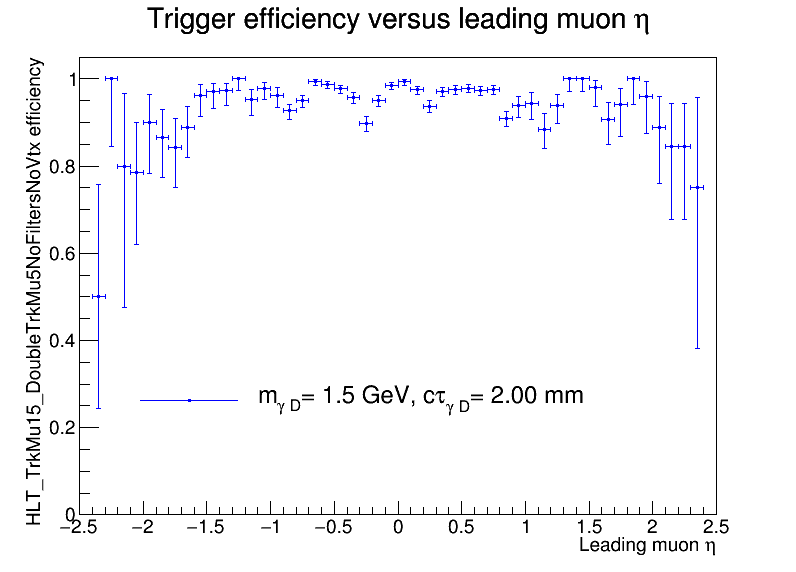 Trigger efficiency versus leading muon η
HLT_TrkMu15_DoubleTrkMu5NoFiltersNoVtx efficiency
1
0.8
0.6
0.4
0.2
0
m_γ D= 1.5 GeV, cτ_γ D= 2.00 mm
−2.5 −2 −1.5 −1 −0.5 0 0.5 1 1.5 2 2.5
Leading muon η